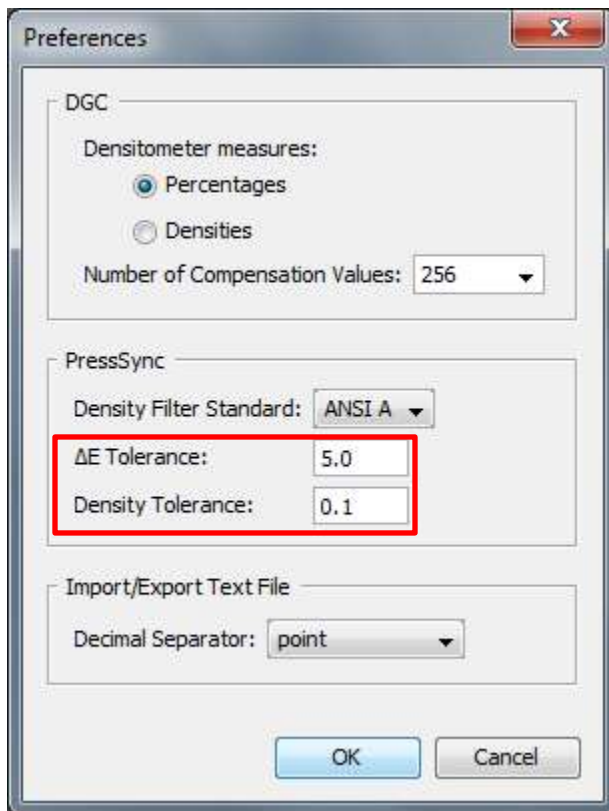 Preferences
DGC
Densitometer measures:
Percentages
Densities
Number of Compensation Values: 256
PressSync
Density Filter Standard: ANSI A
ΔE Tolerance: 5.0
Density Tolerance: 0.1
Import/Export Text File
Decimal Separator: point
OK Cancel